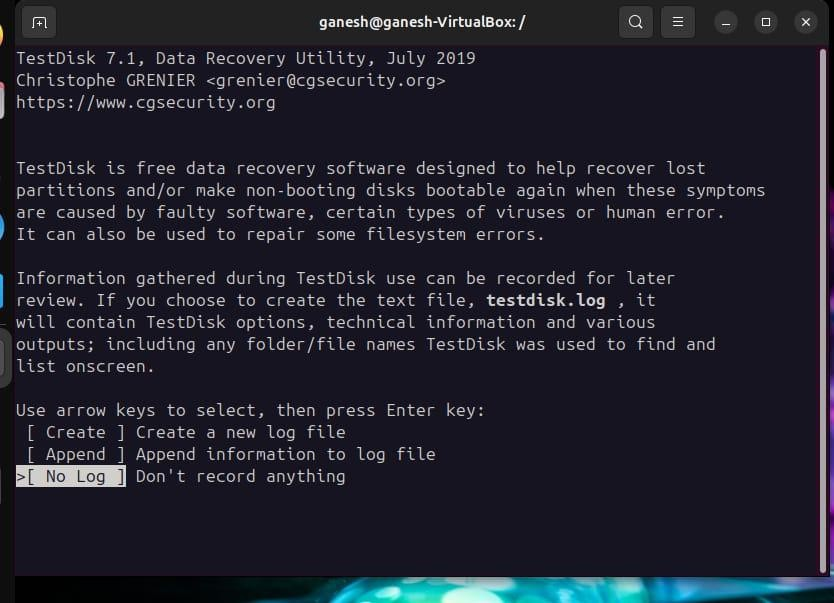 ganesh@ganesh-VirtualBox: /
TestDisk 7.1, Data Recovery Utility, July 2019
Christophe GRENIER <grenier@cgsecurity.org>
https://www.cgsecurity.org
TestDisk is free data recovery software designed to help recover lost
partitions and/or make non-booting disks bootable again when these symptoms
are caused by faulty software, certain types of viruses or human error.
It can also be used to repair some filesystem errors.
Information gathered during TestDisk use can be recorded for later
review. If you choose to create the text file, testdisk.log , it
will contain TestDisk options, technical information and various
outputs; including any folder/file names TestDisk was used to find and
list onscreen.
Use arrow keys to select, then press Enter key:
[ Create ] Create a new log file
[ Append ] Append information to log file
>[ No Log ] Don't record anything